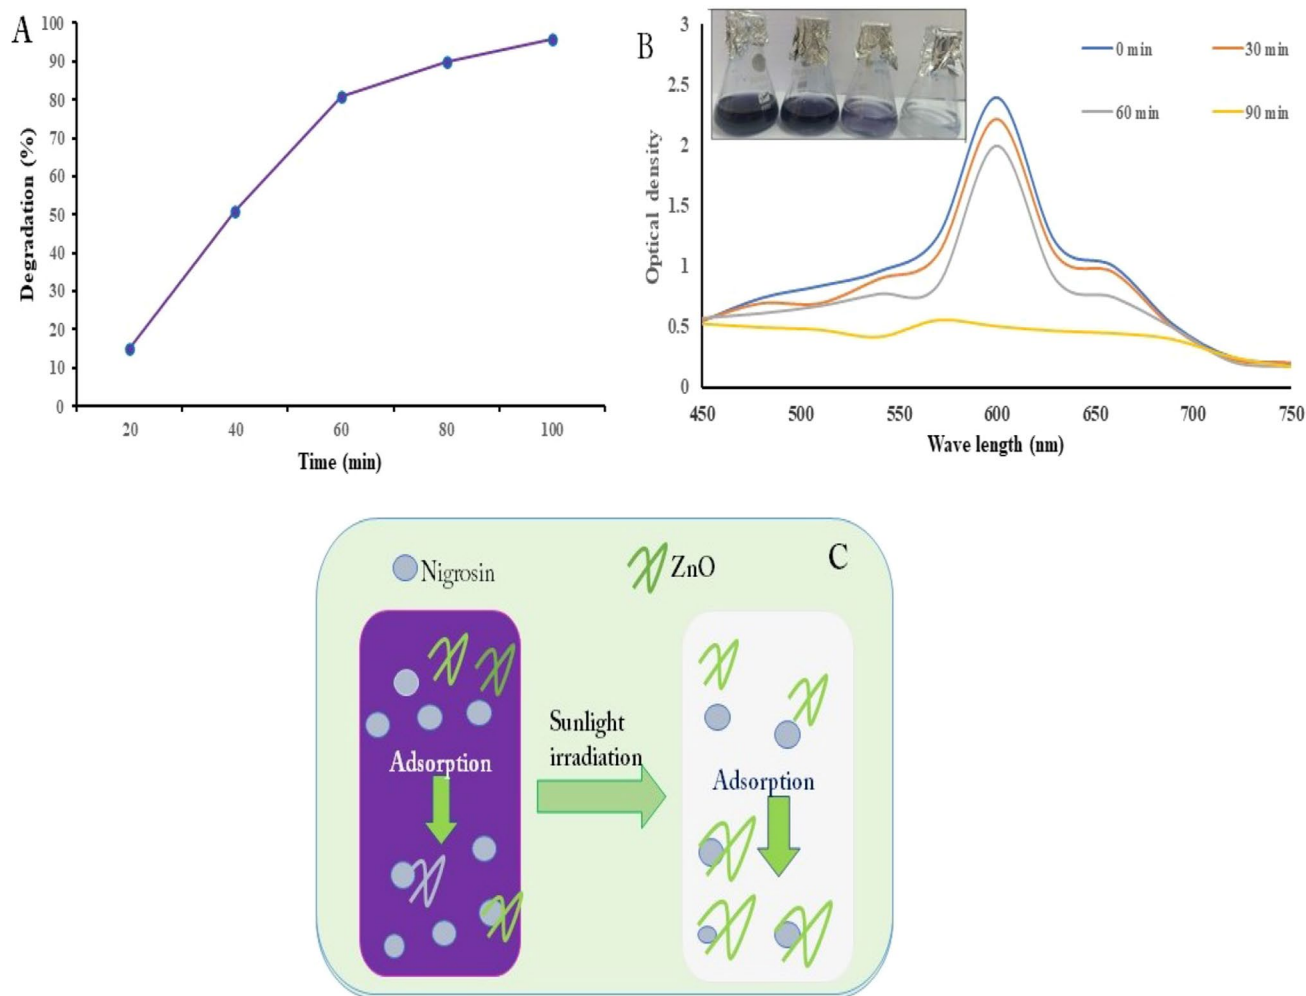 A
100
90
80
70
60
50
40
30
20
10
0
Degradation (%)
20 40 60 80 100
Time (min)
B
3
2.5
2
1.5
1
0.5
0
Optical density
0 min 30 min
60 min 90 min
450 500 550 600 650 700 750
Wave length (nm)
C
Nigrosin ZnO
Adsorption
Sunlight
irradiation
Adsorption